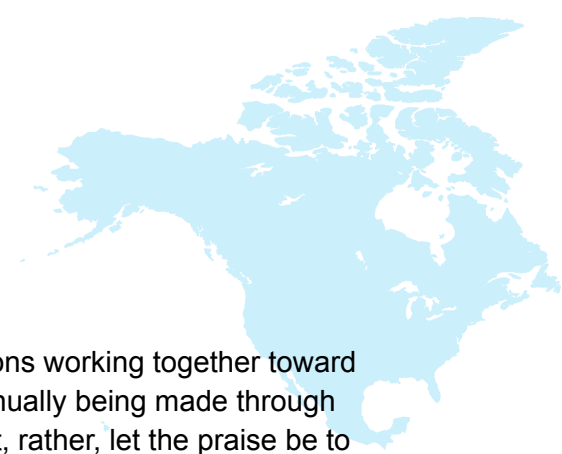 ons working together toward
nually being made through
t, rather, let the praise be to